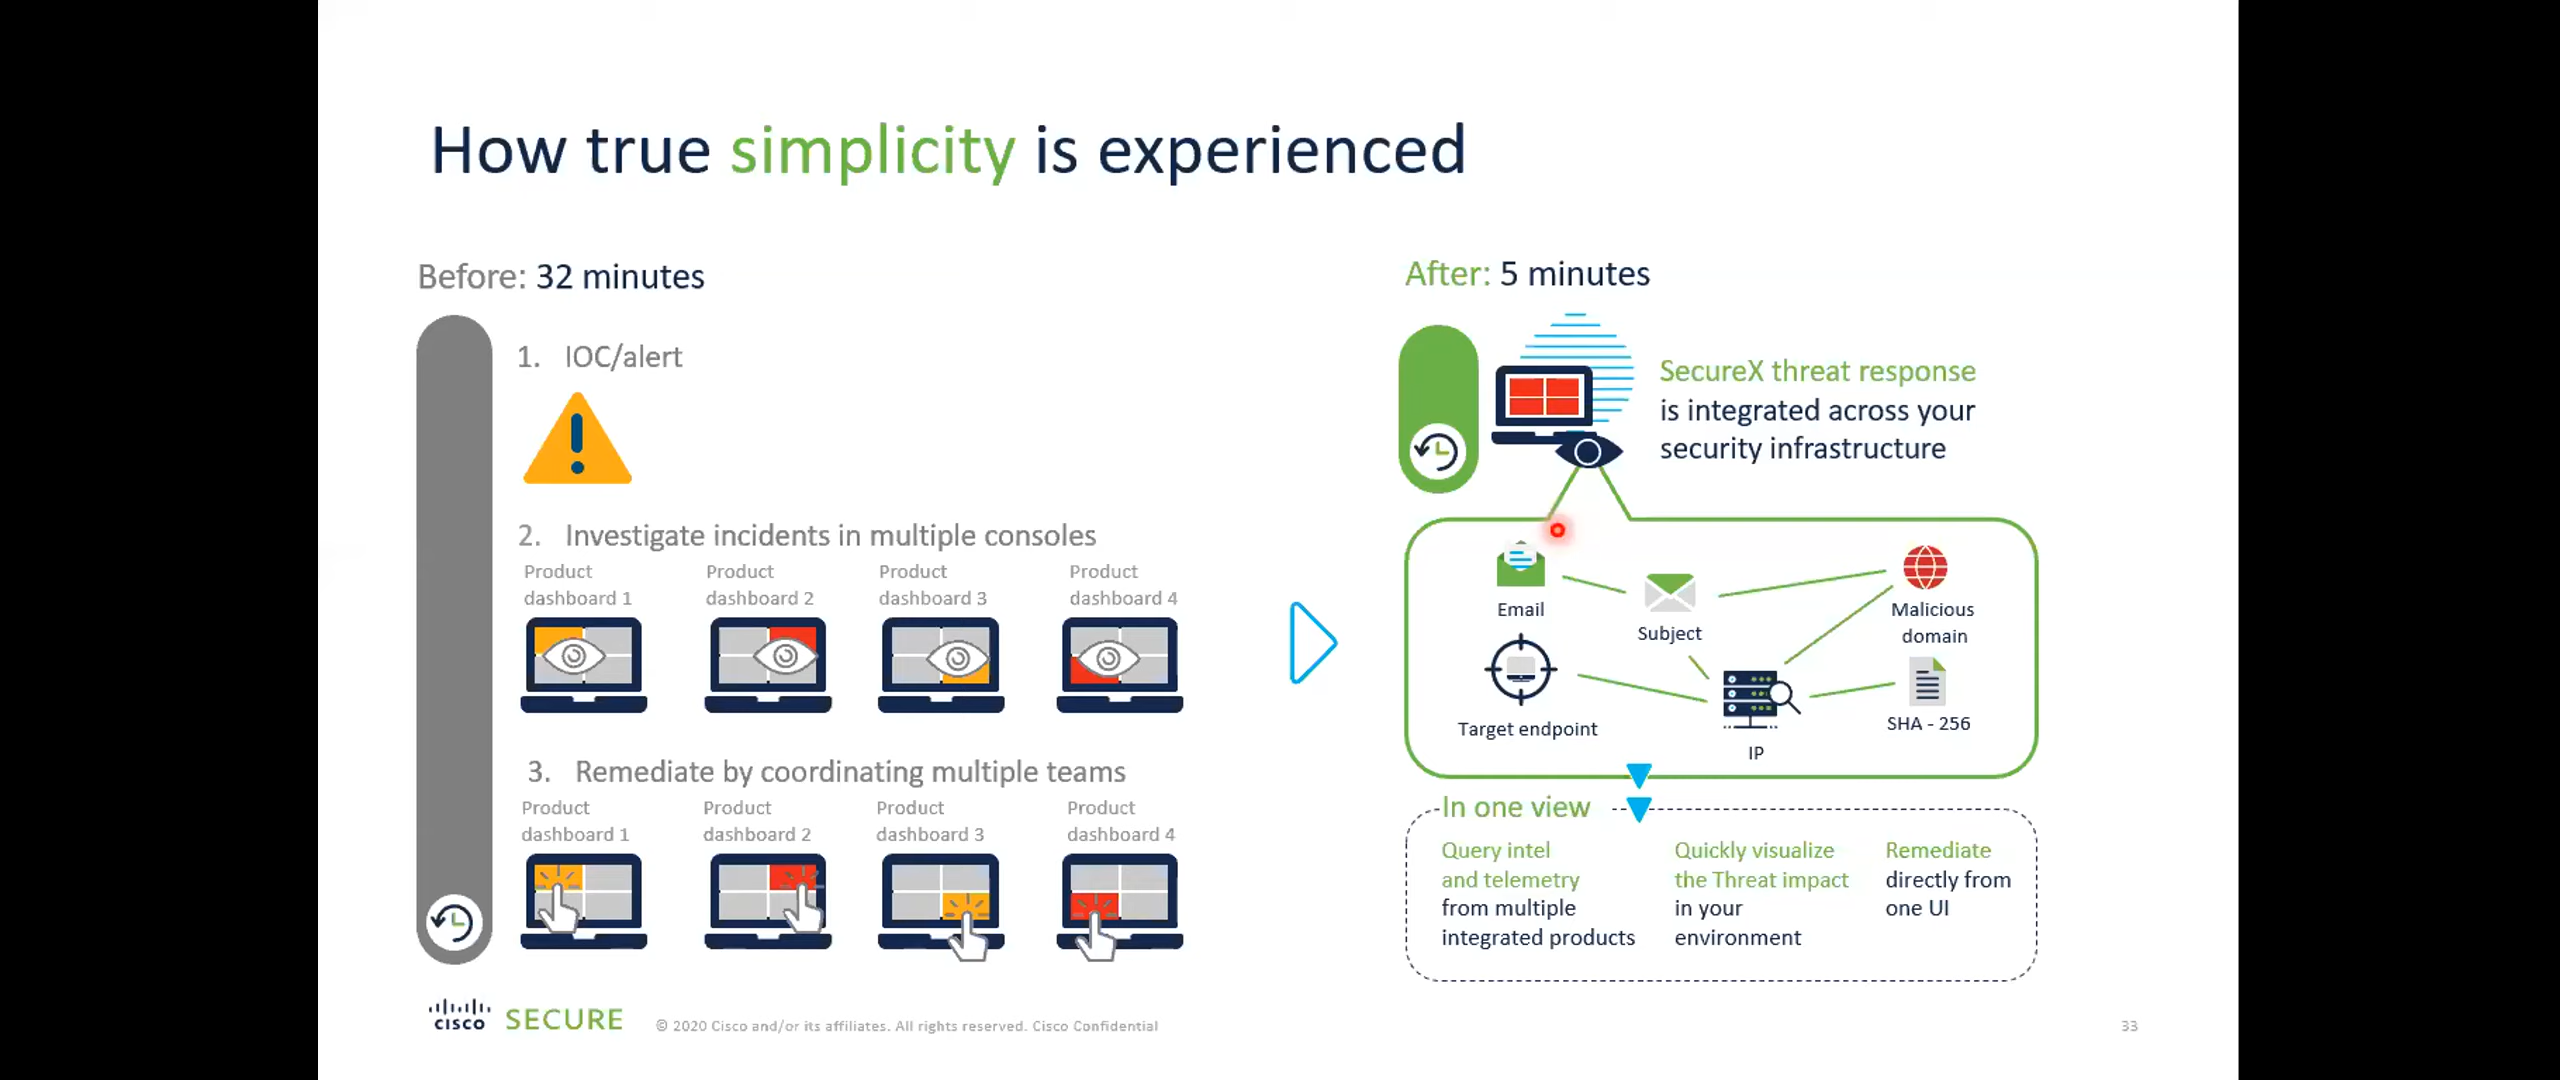 How true simplicity is experienced
Before: 32 minutes
1. IOC/alert
2. Investigate incidents in multiple consoles
Product
dashboard 1
Product
dashboard 2
Product
dashboard 3
Product
dashboard 4
3. Remediate by coordinating multiple teams
Product
dashboard 1
Product
dashboard 2
Product
dashboard 3
Product
dashboard 4
After: 5 minutes
SecureX threat response
is integrated across your
security infrastructure
Email
Subject
Malicious
domain
Target endpoint
IP
SHA - 256
In one view
Query intel
and telemetry
from multiple
integrated products
Quickly visualize
the Threat impact
in your
environment
Remediate
directly from
one UI
cisco SECURE
© 2020 Cisco and/or its affiliates. All rights reserved. Cisco Confidential
33